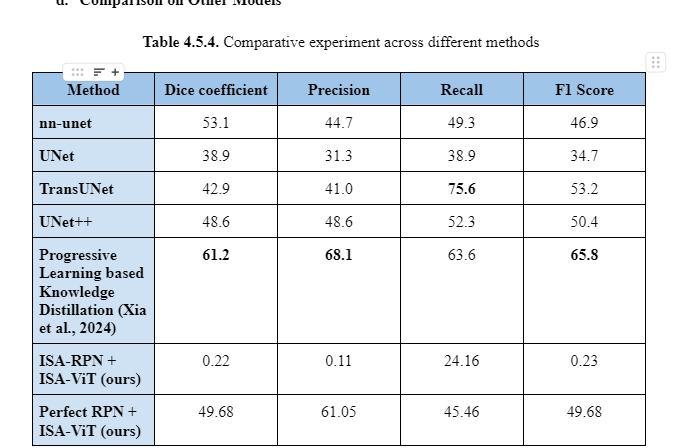 d. Comparison on Other Models
Table 4.5.4. Comparative experiment across different methods
Method Dice coefficient Precision Recall F1 Score
nn-unet 53.1 44.7 49.3 46.9
UNet 38.9 31.3 38.9 34.7
TransUNet 42.9 41.0 75.6 53.2
UNet++ 48.6 48.6 52.3 50.4
Progressive 61.2 68.1 63.6 65.8
Learning based
Knowledge
Distillation (Xia
et al., 2024)
ISA-RPN + 0.22 0.11 24.16 0.23
ISA-ViT (ours)
Perfect RPN + 49.68 61.05 45.46 49.68
ISA-ViT (ours)